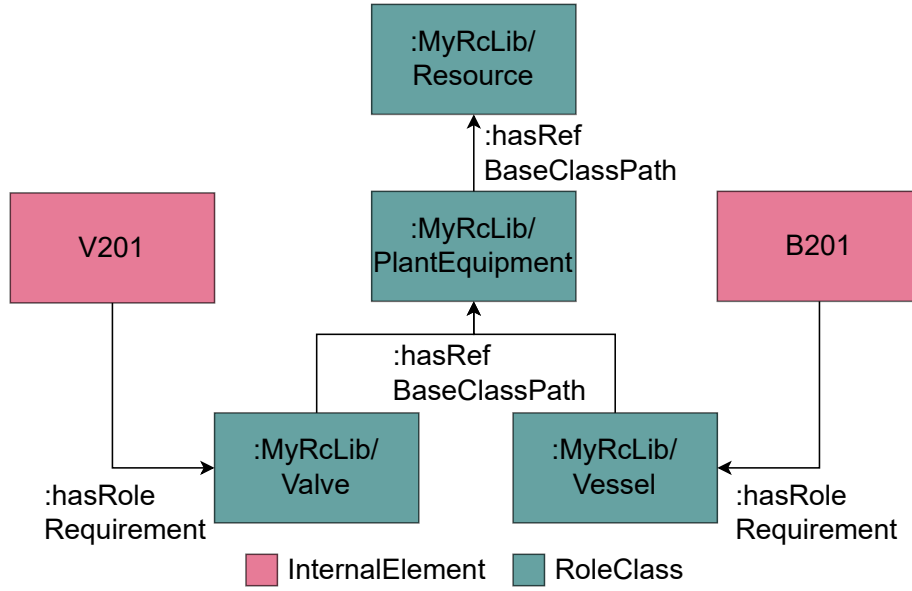 :MyRcLib/
Resource
:hasRef
BaseClassPath
V201
:MyRcLib/
PlantEquipment
B201
:hasRef
BaseClassPath
:MyRcLib/
Valve
:MyRcLib/
Vessel
:hasRole
Requirement
:hasRole
Requirement
InternalElement
RoleClass